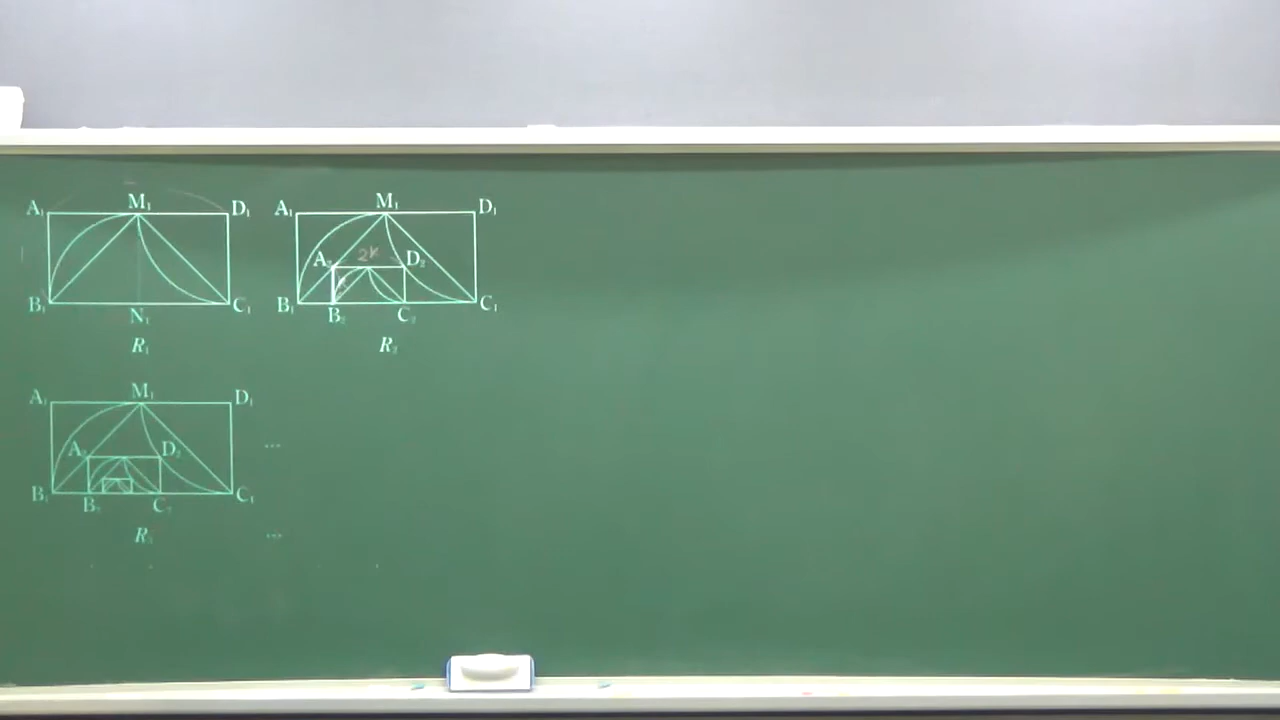 A₁ M₁ D₁
B₁ N₁ C₁
R₁
A₁ M₁ D₁
A₂ 2k D₂
B₁ B₂ C₂ C₁
R₂
A₁ M₁ D₁
A₂ D₂ ...
B₁ B₂ C₂ C₁
R₃ ...